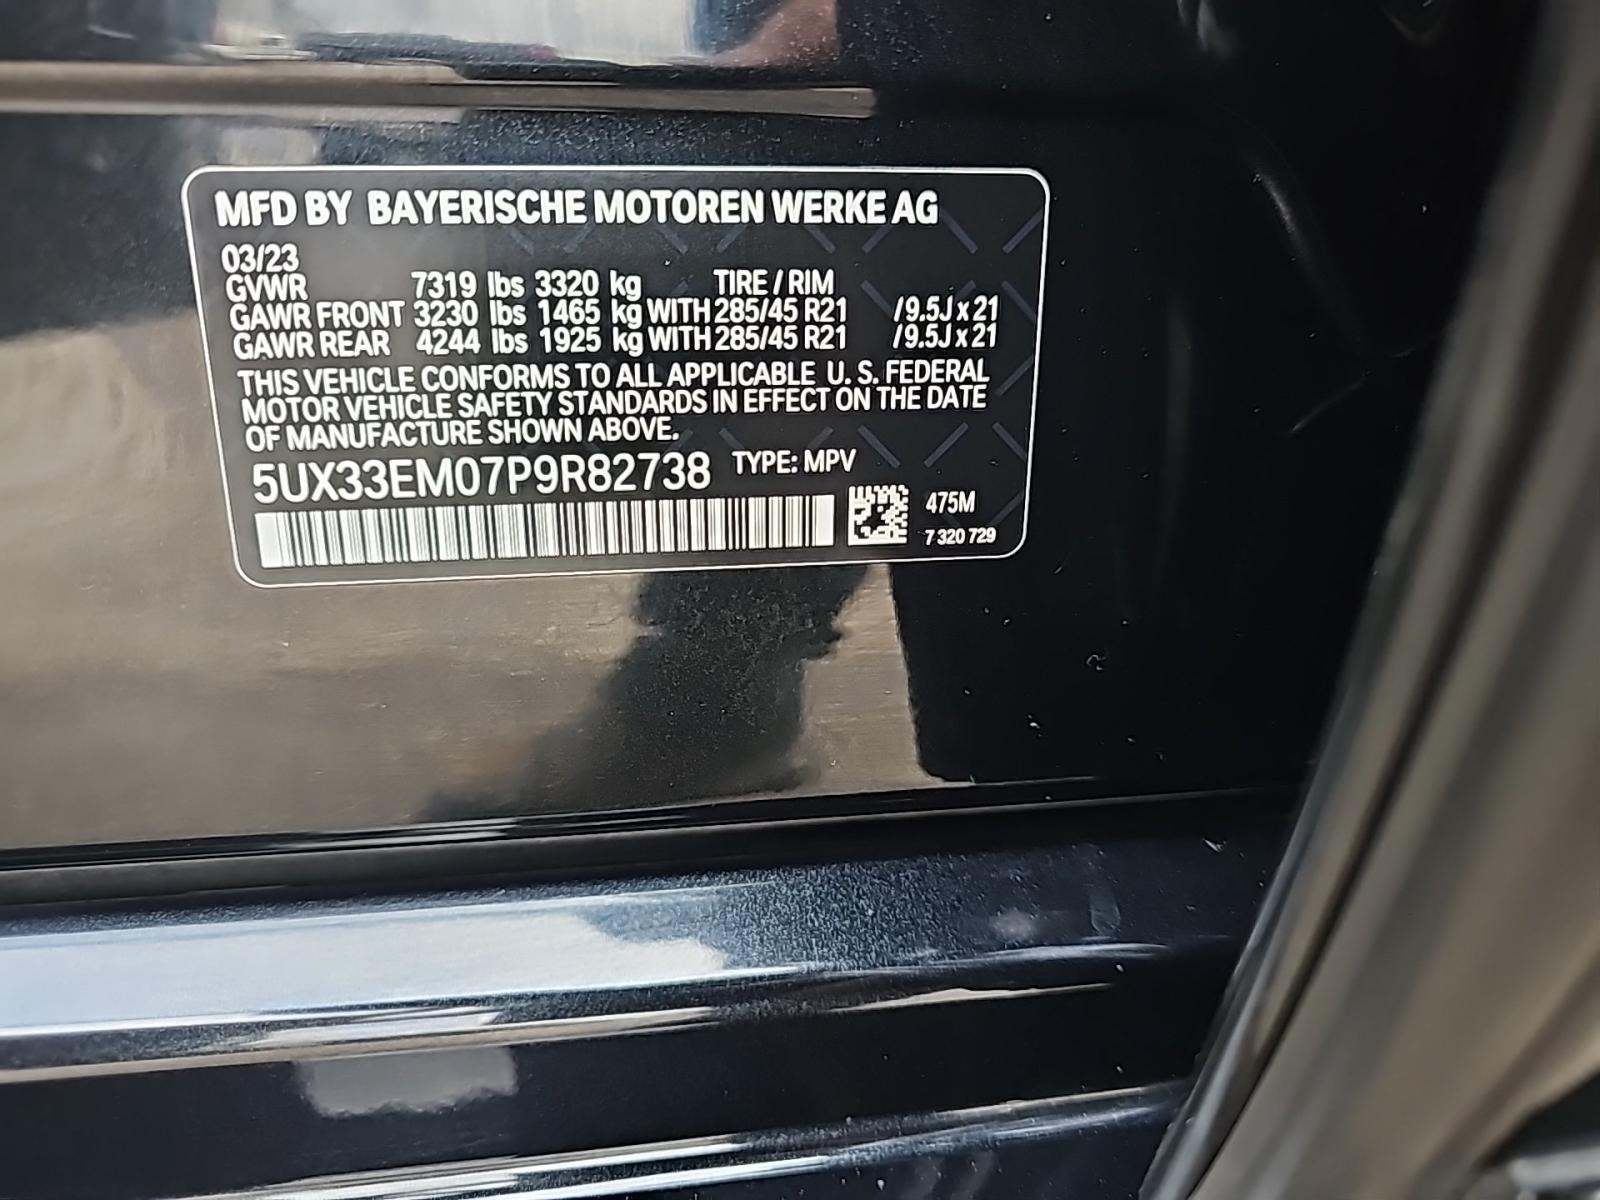 MFD BY BAYERISCHE MOTOREN WERKE AG
03/23
GVWR 7319 lbs 3320 kg TIRE / RIM
GAWR FRONT 3230 lbs 1465 kg WITH 285/45 R21 /9.5J x 21
GAWR REAR 4244 lbs 1925 kg WITH 285/45 R21 /9.5J x 21
THIS VEHICLE CONFORMS TO ALL APPLICABLE U. S. FEDERAL
MOTOR VEHICLE SAFETY STANDARDS IN EFFECT ON THE DATE
OF MANUFACTURE SHOWN ABOVE.
5UX33EM07P9R82738 TYPE: MPV
475M
7 320 729